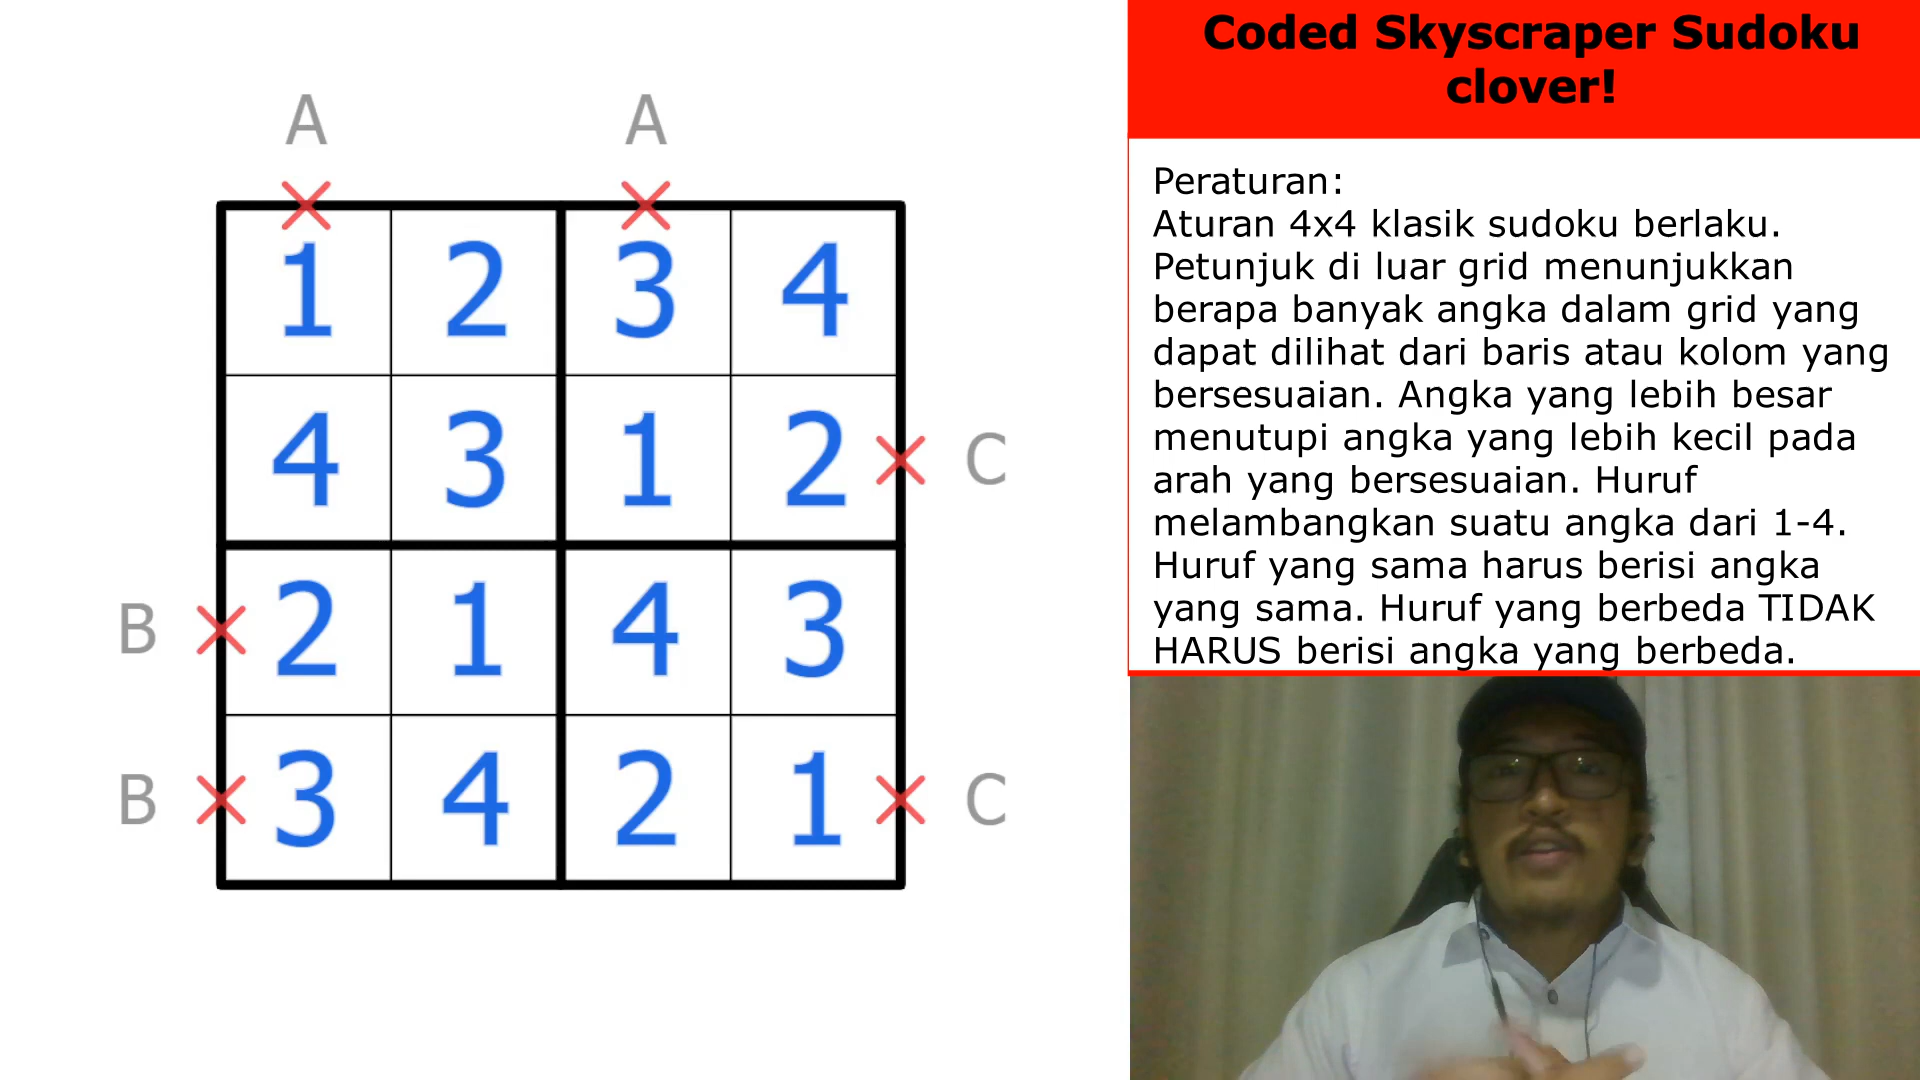 Coded Skyscraper Sudoku
clover!
A A
1 2 3 4
4 3 1 2 C
B 2 1 4 3
B 3 4 2 1 C
Peraturan:
Aturan 4x4 klasik sudoku berlaku.
Petunjuk di luar grid menunjukkan
berapa banyak angka dalam grid yang
dapat dilihat dari baris atau kolom yang
bersesuaian. Angka yang lebih besar
menutupi angka yang lebih kecil pada
arah yang bersesuaian. Huruf
melambangkan suatu angka dari 1-4.
Huruf yang sama harus berisi angka
yang sama. Huruf yang berbeda TIDAK
HARUS berisi angka yang berbeda.